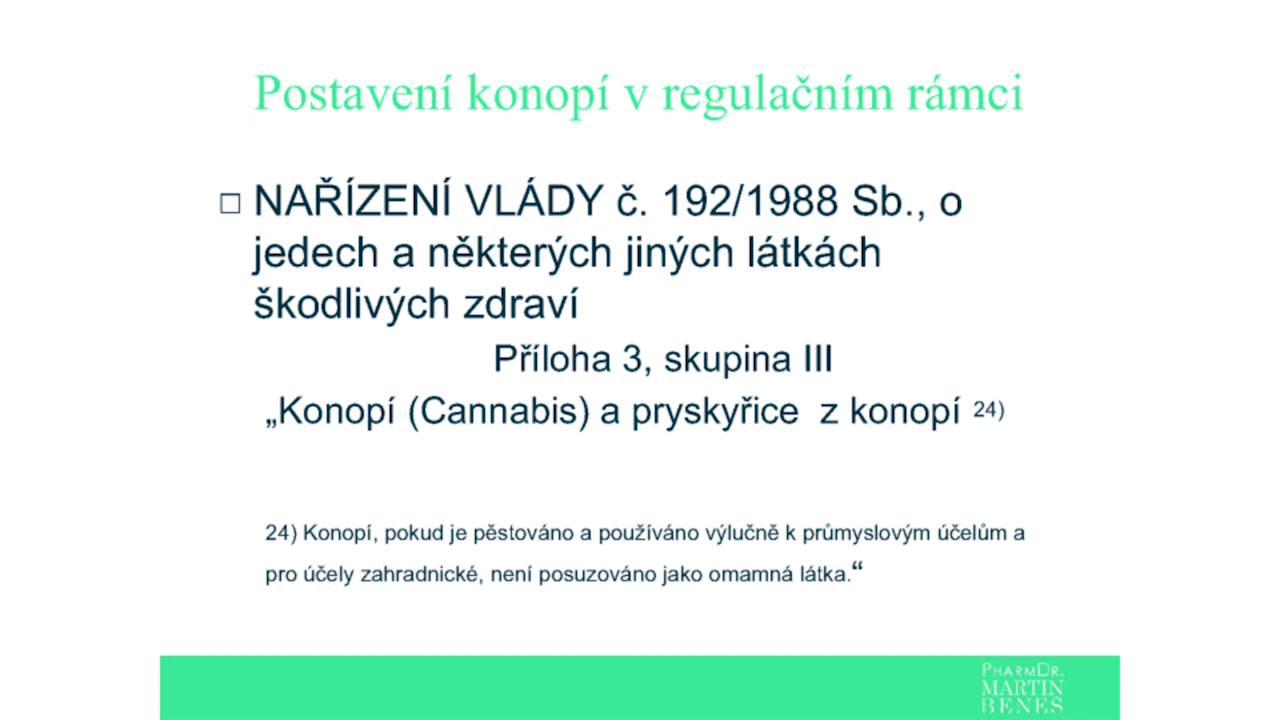 Postavení konopí v regulačním rámci
NAŘÍZENÍ VLÁDY č. 192/1988 Sb., o
jedech a některých jiných látkách
škodlivých zdraví
Příloha 3, skupina III
„Konopí (Cannabis) a pryskyřice z konopí 24)
24) Konopí, pokud je pěstováno a používáno výlučně k průmyslovým účelům a
pro účely zahradnické, není posuzováno jako omamná látka.“
PHARMDR.
MARTIN
BENEŠ